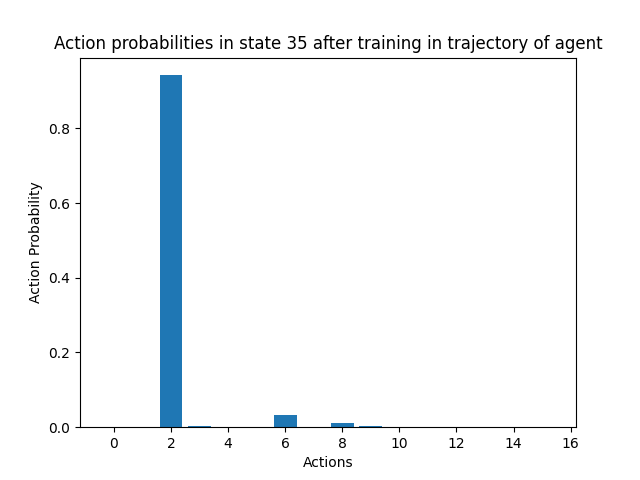 Action probabilities in state 35 after training in trajectory of agent
Action Probability
0.8
0.6
0.4
0.2
0.0
0 2 4 6 8 10 12 14 16
Actions